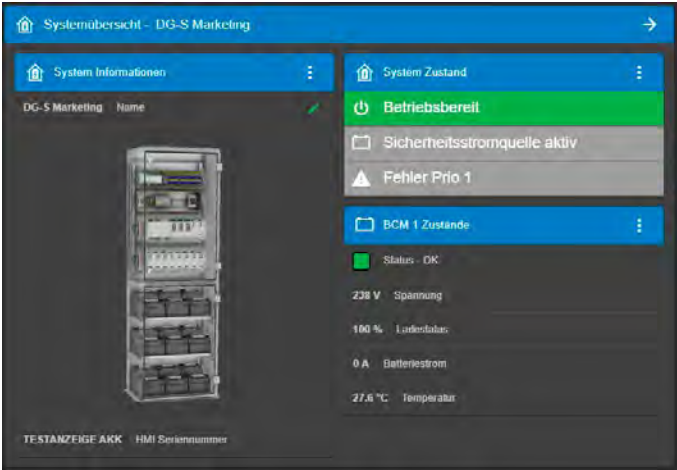 Systemübersicht - DG-S Marketing
System Informationen
DG-S Marketing Name
TESTANZEIGE AKK HMI Seriennummer
System Zustand
Betriebsbereit
Sicherheitsstromquelle aktiv
Fehler Prio 1
BCM 1 Zustände
Status - OK
238 V Spannung
100 % Ladestatus
0 A Batteriestrom
27.6 °C Temperatur